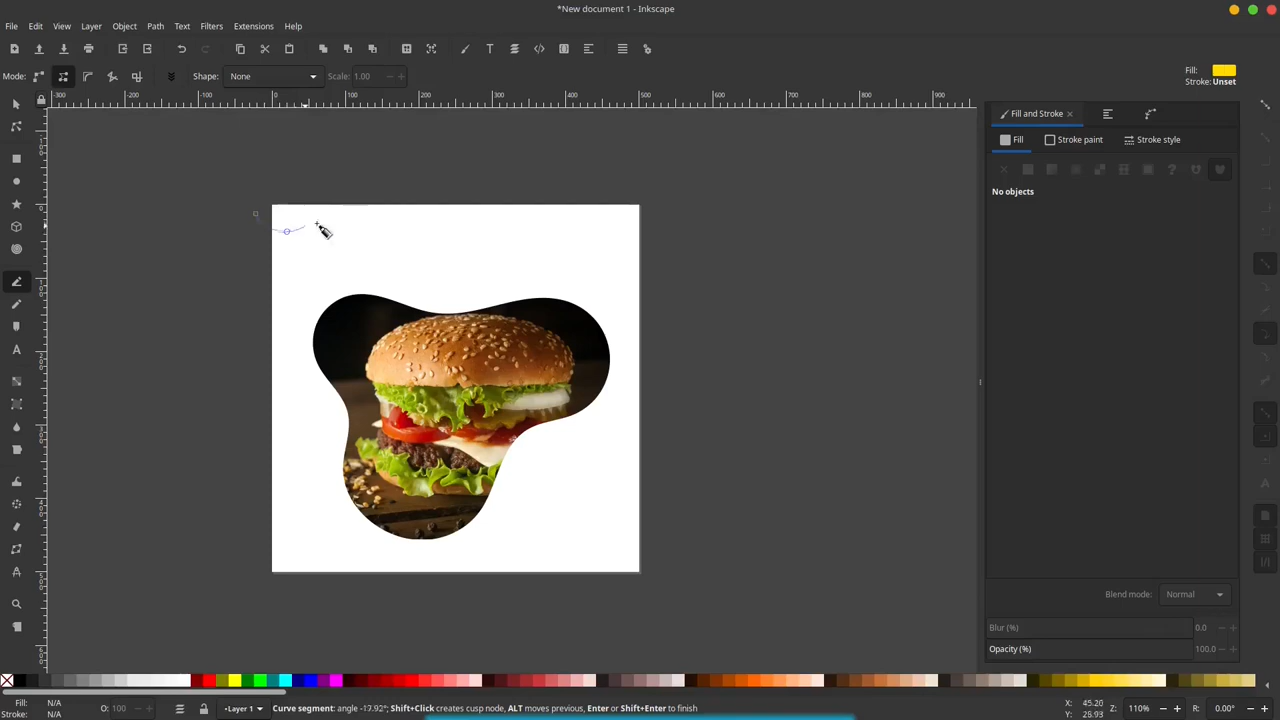 *New document 1 - Inkscape
File Edit View Layer Object Path Text Filters Extensions Help
Mode: Shape: None Scale: 1.00
Fill:
Stroke: Unset
Fill and Stroke
Fill Stroke paint Stroke style
No objects
Blend mode: Normal
Blur (%) 0.0
Opacity (%) 100.0
Fill: N/A
Stroke: N/A
O: 100
Layer 1
Curve segment: angle -17.92°; Shift+Click creates cusp node, ALT moves previous, Enter or Shift+Enter to finish
X: 45.20
Y: 25.93
Z: 110%
R: 0.00°